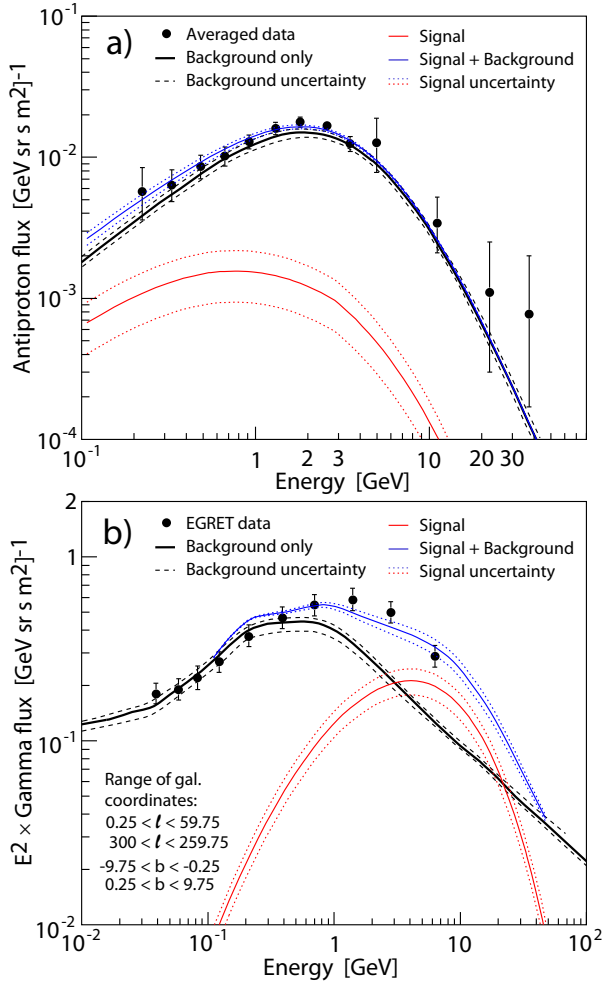 a)
Averaged data
Background only
Background uncertainty
Signal
Signal + Background
Signal uncertainty
Antiproton flux [GeV sr s m2]-1
10-1
10-2
10-3
10-4
10-1 1 2 3 10 20 30
Energy [GeV]
b)
EGRET data
Background only
Background uncertainty
Signal
Signal + Background
Signal uncertainty
E2 × Gamma flux [GeV sr s m2]-1
2
1
10-1
10-2
Range of gal.
coordinates:
0.25 < ℓ < 59.75
300 < ℓ < 259.75
-9.75 < b < -0.25
0.25 < b < 9.75
10-2 10-1 1 10 102
Energy [GeV]